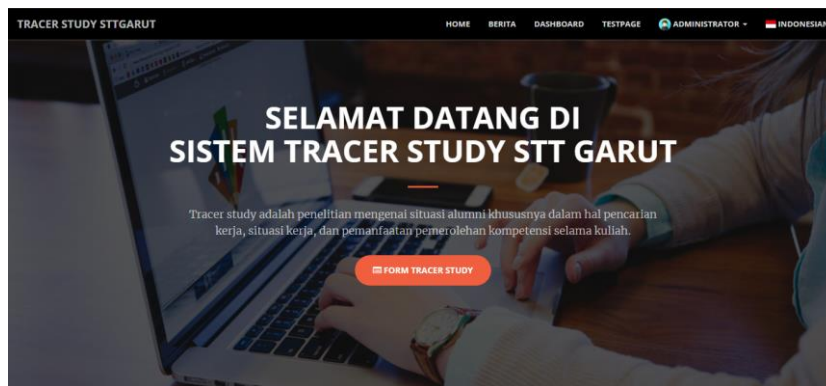 TRACER STUDY STTGARUT
HOME BERITA DASHBOARD TESTPAGE ADMINISTRATOR INDONESIAN
SELAMAT DATANG DI
SISTEM TRACER STUDY STT GARUT
Tracer study adalah penelitian mengenai situasi alumni khususnya dalam hal pencarian
kerja, situasi kerja, dan pemanfaatan pemerolehan kompetensi selama kuliah.
FORM TRACER STUDY